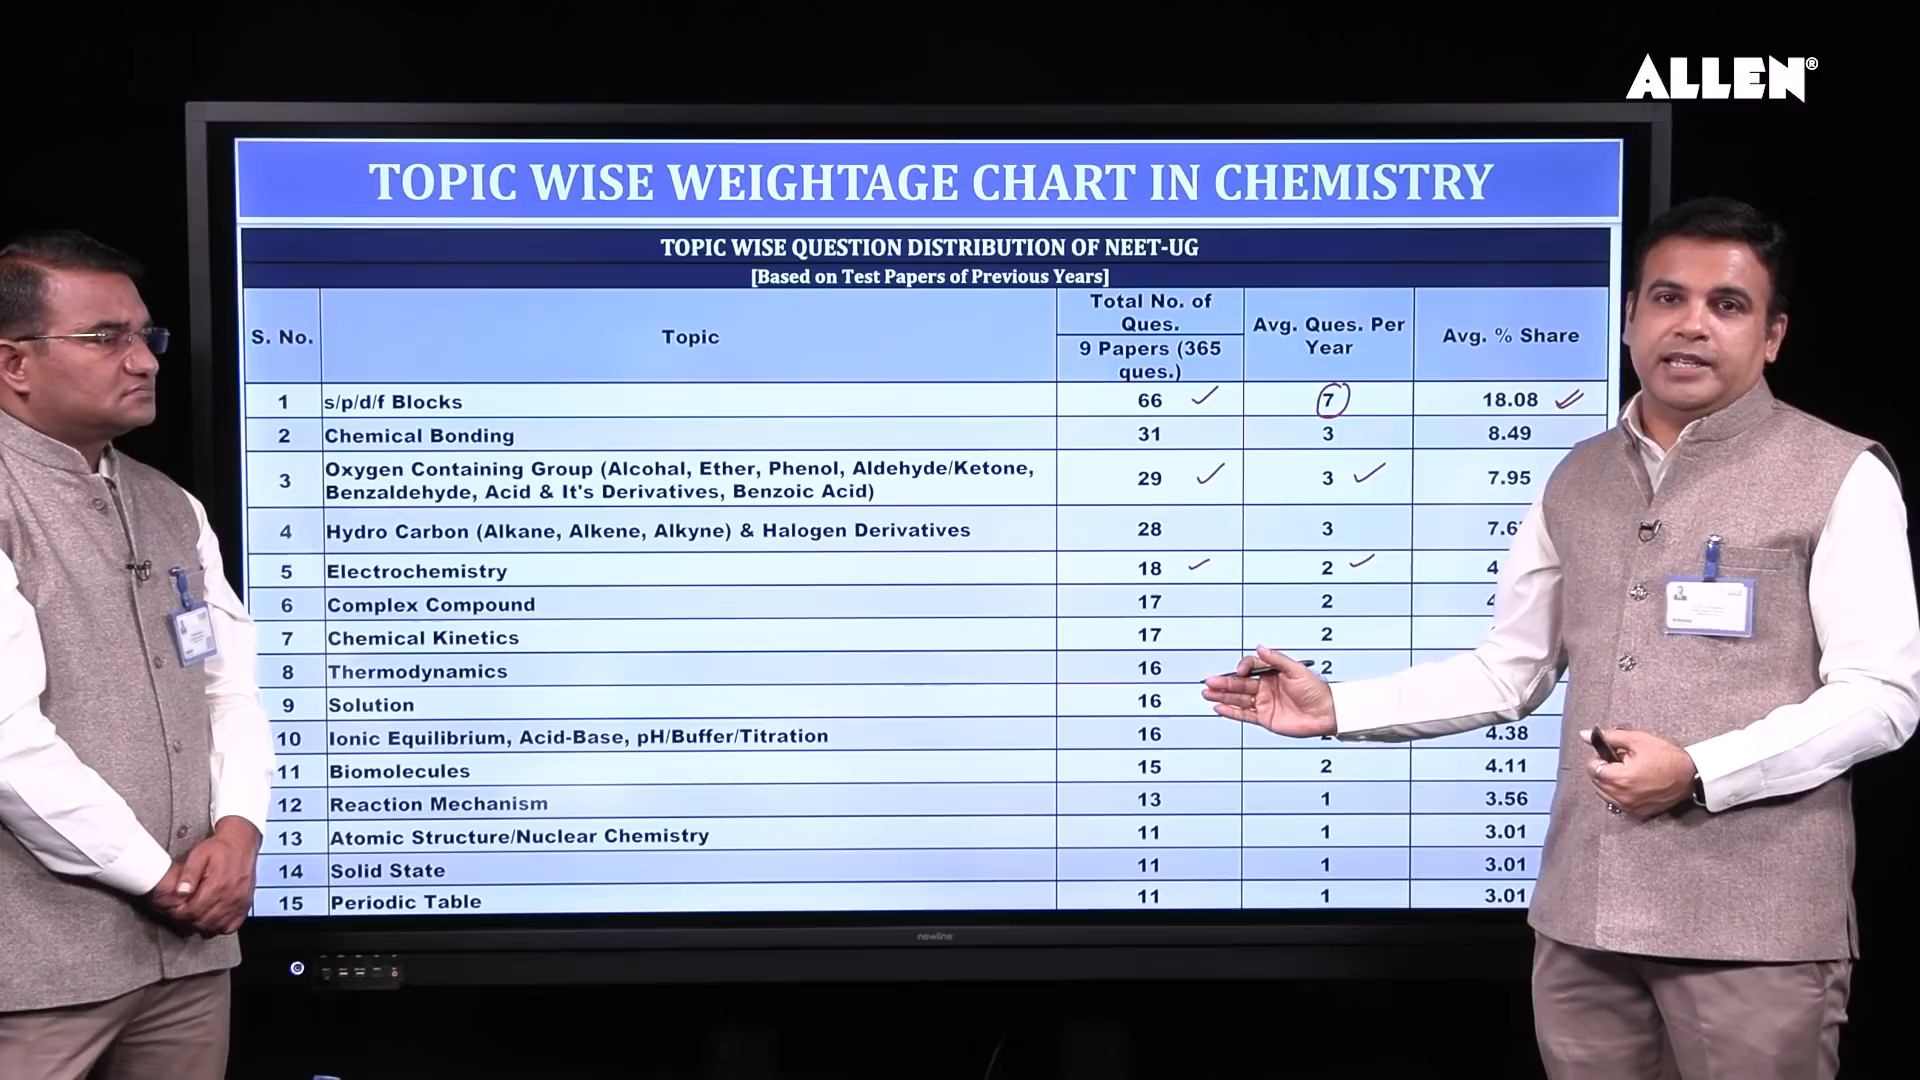 ALLEN®
TOPIC WISE WEIGHTAGE CHART IN CHEMISTRY
TOPIC WISE QUESTION DISTRIBUTION OF NEET-UG
[Based on Test Papers of Previous Years]
S. No.
Topic
Total No. of
Ques.
9 Papers (365
ques.)
Avg. Ques. Per
Year
Avg. % Share
1 s/p/d/f Blocks 66 7 18.08
2 Chemical Bonding 31 3 8.49
3 Oxygen Containing Group (Alcohal, Ether, Phenol, Aldehyde/Ketone,
Benzaldehyde, Acid & It's Derivatives, Benzoic Acid) 29 3 7.95
4 Hydro Carbon (Alkane, Alkene, Alkyne) & Halogen Derivatives 28 3
5 Electrochemistry 18 2
6 Complex Compound 17 2
7 Chemical Kinetics 17 2
8 Thermodynamics 16 2
9 Solution 16
10 Ionic Equilibrium, Acid-Base, pH/Buffer/Titration 16 4.38
11 Biomolecules 15 2 4.11
12 Reaction Mechanism 13 1 3.56
13 Atomic Structure/Nuclear Chemistry 11 1 3.01
14 Solid State 11 1 3.01
15 Periodic Table 11 1 3.01
newline